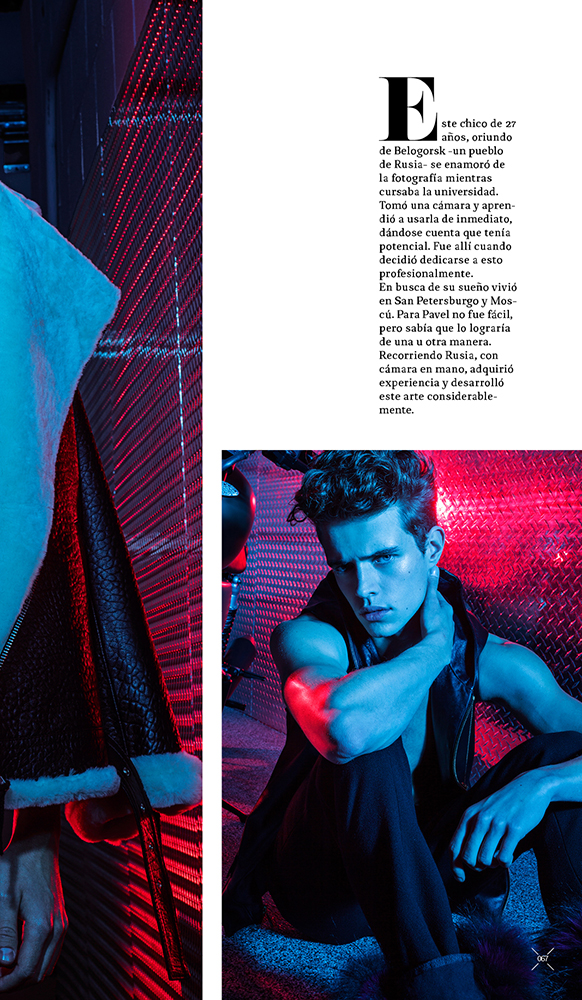 Este chico de 27
años, oriundo
de Belogorsk -un pueblo
de Rusia- se enamoró de
la fotografía mientras
cursaba la universidad.
Tomó una cámara y apren-
dió a usarla de inmediato,
dándose cuenta que tenía
potencial. Fue allí cuando
decidió dedicarse a esto
profesionalmente.
En busca de su sueño vivió
en San Petersburgo y Mos-
cú. Para Pavel no fue fácil,
pero sabía que lo lograría
de una u otra manera.
Recorriendo Rusia, con
cámara en mano, adquirió
experiencia y desarrolló
este arte considerable-
mente.
067